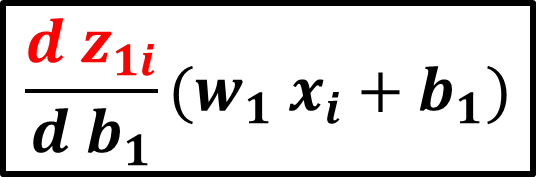 d z₁ᵢ
d b₁ (w₁ xᵢ + b₁)